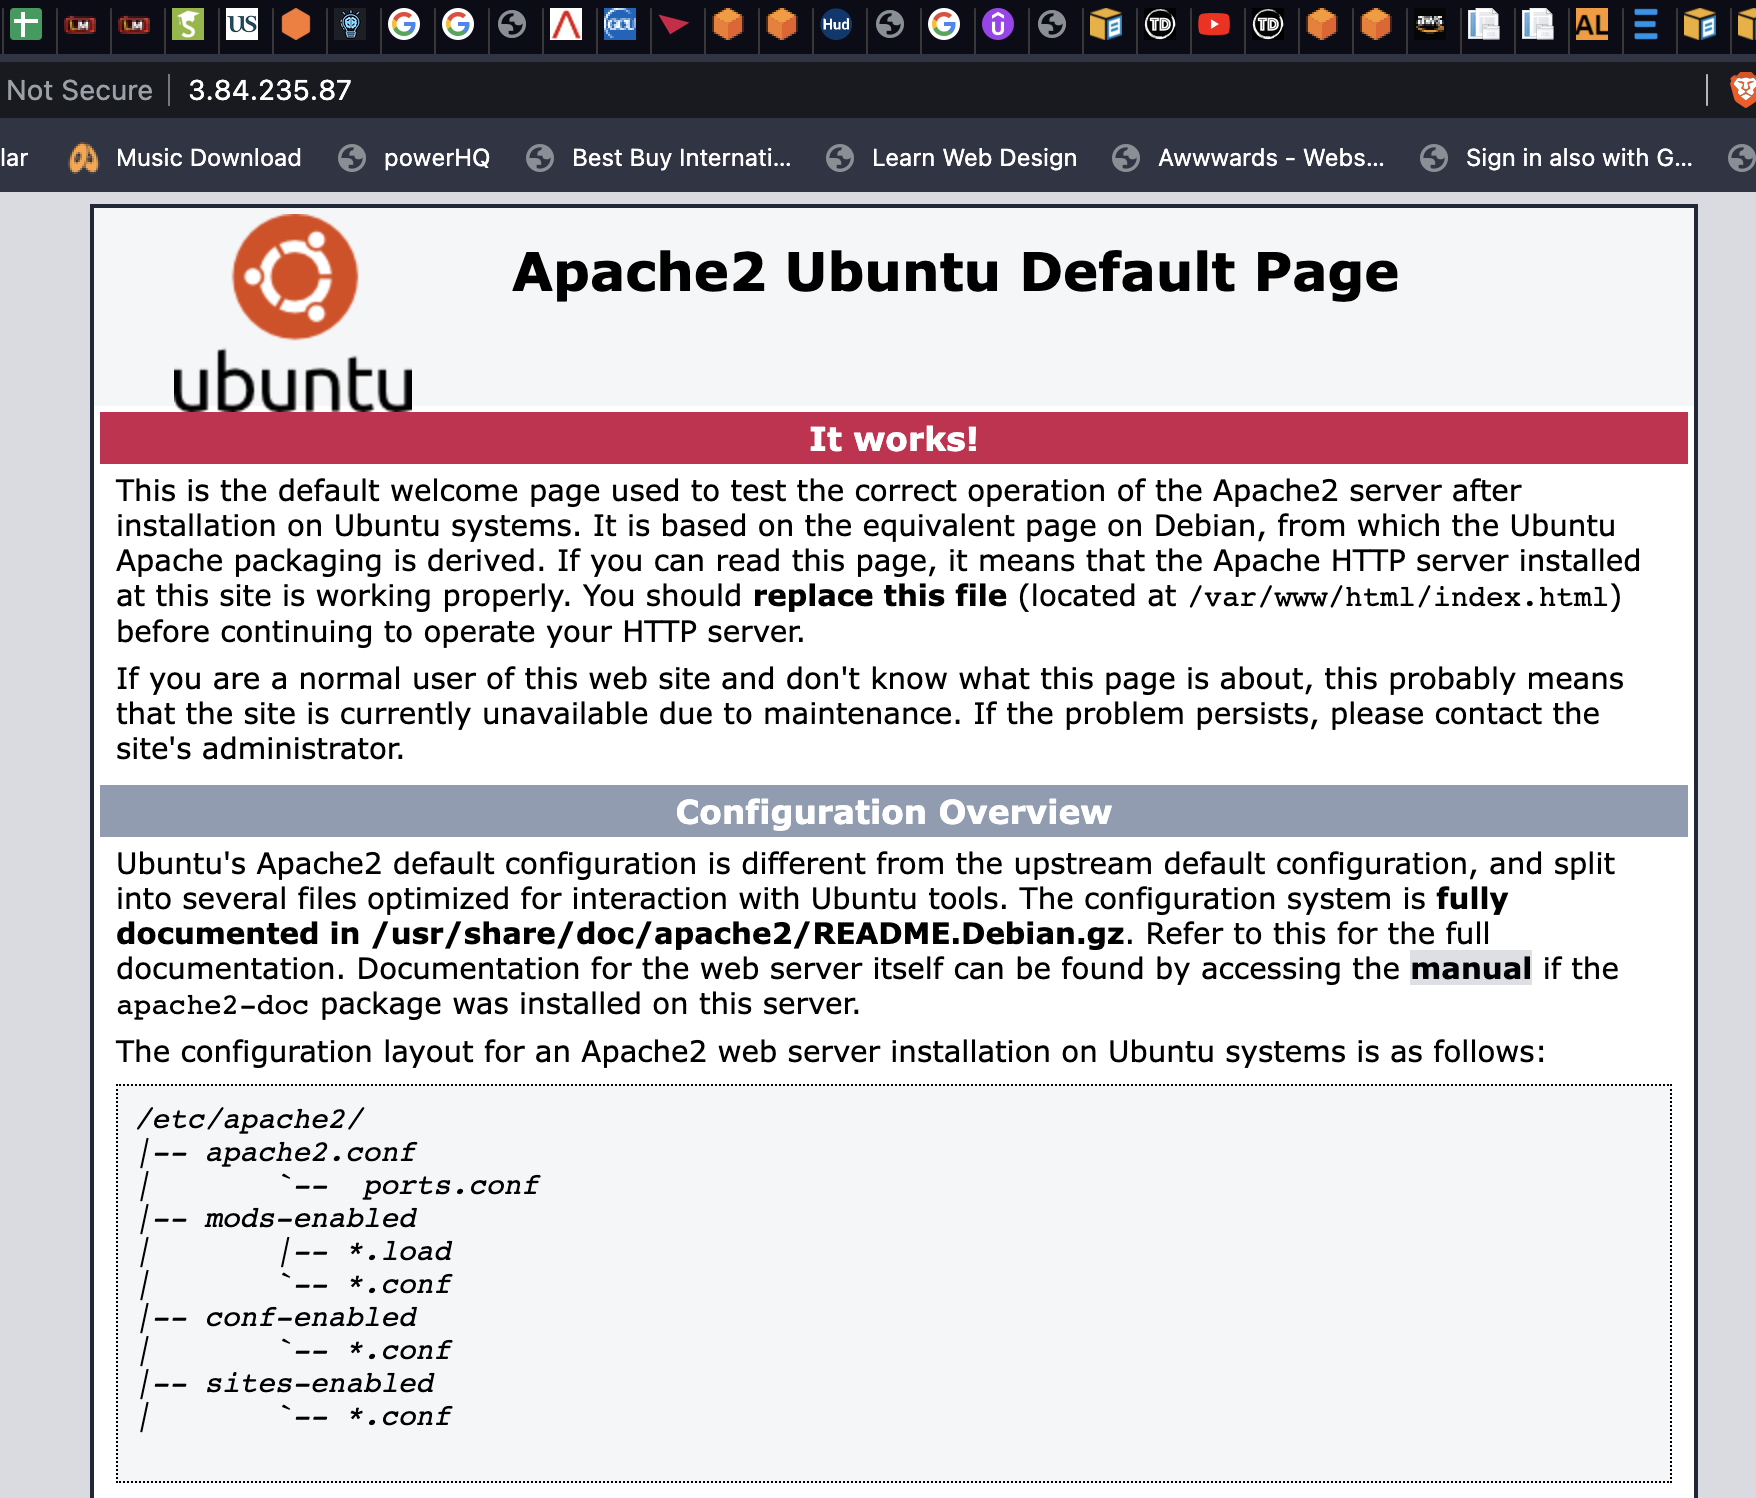 LM LM S US GCU Hud TD TD aws AL
Not Secure 3.84.235.87
lar Music Download powerHQ Best Buy Internati... Learn Web Design Awwwards - Webs... Sign in also with G...
ubuntu
Apache2 Ubuntu Default Page
It works!
This is the default welcome page used to test the correct operation of the Apache2 server after
installation on Ubuntu systems. It is based on the equivalent page on Debian, from which the Ubuntu
Apache packaging is derived. If you can read this page, it means that the Apache HTTP server installed
at this site is working properly. You should replace this file (located at /var/www/html/index.html)
before continuing to operate your HTTP server.
If you are a normal user of this web site and don't know what this page is about, this probably means
that the site is currently unavailable due to maintenance. If the problem persists, please contact the
site's administrator.
Configuration Overview
Ubuntu's Apache2 default configuration is different from the upstream default configuration, and split
into several files optimized for interaction with Ubuntu tools. The configuration system is fully
documented in /usr/share/doc/apache2/README.Debian.gz. Refer to this for the full
documentation. Documentation for the web server itself can be found by accessing the manual if the
apache2-doc package was installed on this server.
The configuration layout for an Apache2 web server installation on Ubuntu systems is as follows:
/etc/apache2/
|-- apache2.conf
|       `--  ports.conf
|-- mods-enabled
|       |-- *.load
|       `-- *.conf
|-- conf-enabled
|       `-- *.conf
|-- sites-enabled
|       `-- *.conf